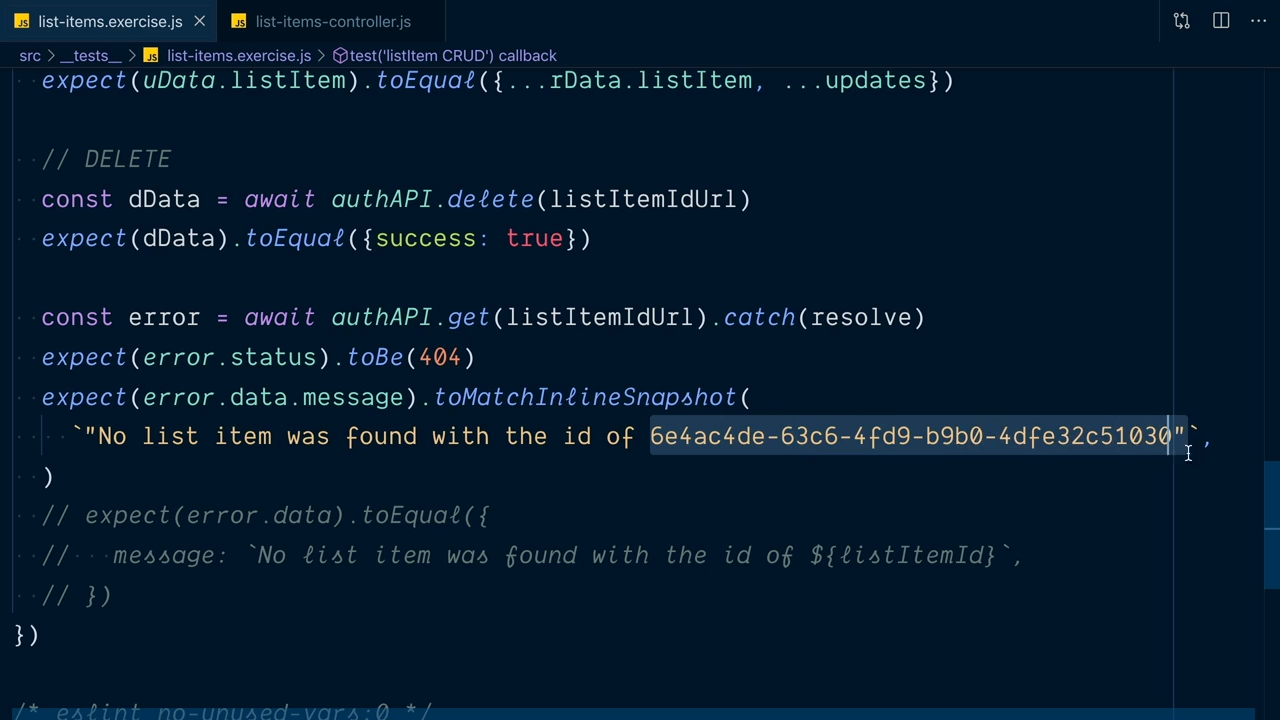 JS list-items.exercise.js × JS list-items-controller.js ···
src > __tests__ > JS list-items.exercise.js > test('listItem CRUD') callback
expect(uData.listItem).toEqual({...rData.listItem, ...updates})
// DELETE
const dData = await authAPI.delete(listItemIdUrl)
expect(dData).toEqual({success: true})
const error = await authAPI.get(listItemIdUrl).catch(resolve)
expect(error.status).toBe(404)
expect(error.data.message).toMatchInlineSnapshot(
`"No list item was found with the id of 6e4ac4de-63c6-4fd9-b9b0-4dfe32c51030"`,
)
// expect(error.data).toEqual({
//   message: `No list item was found with the id of ${listItemId}`,
// })
})
/* eslint no-unused-vars:0 */